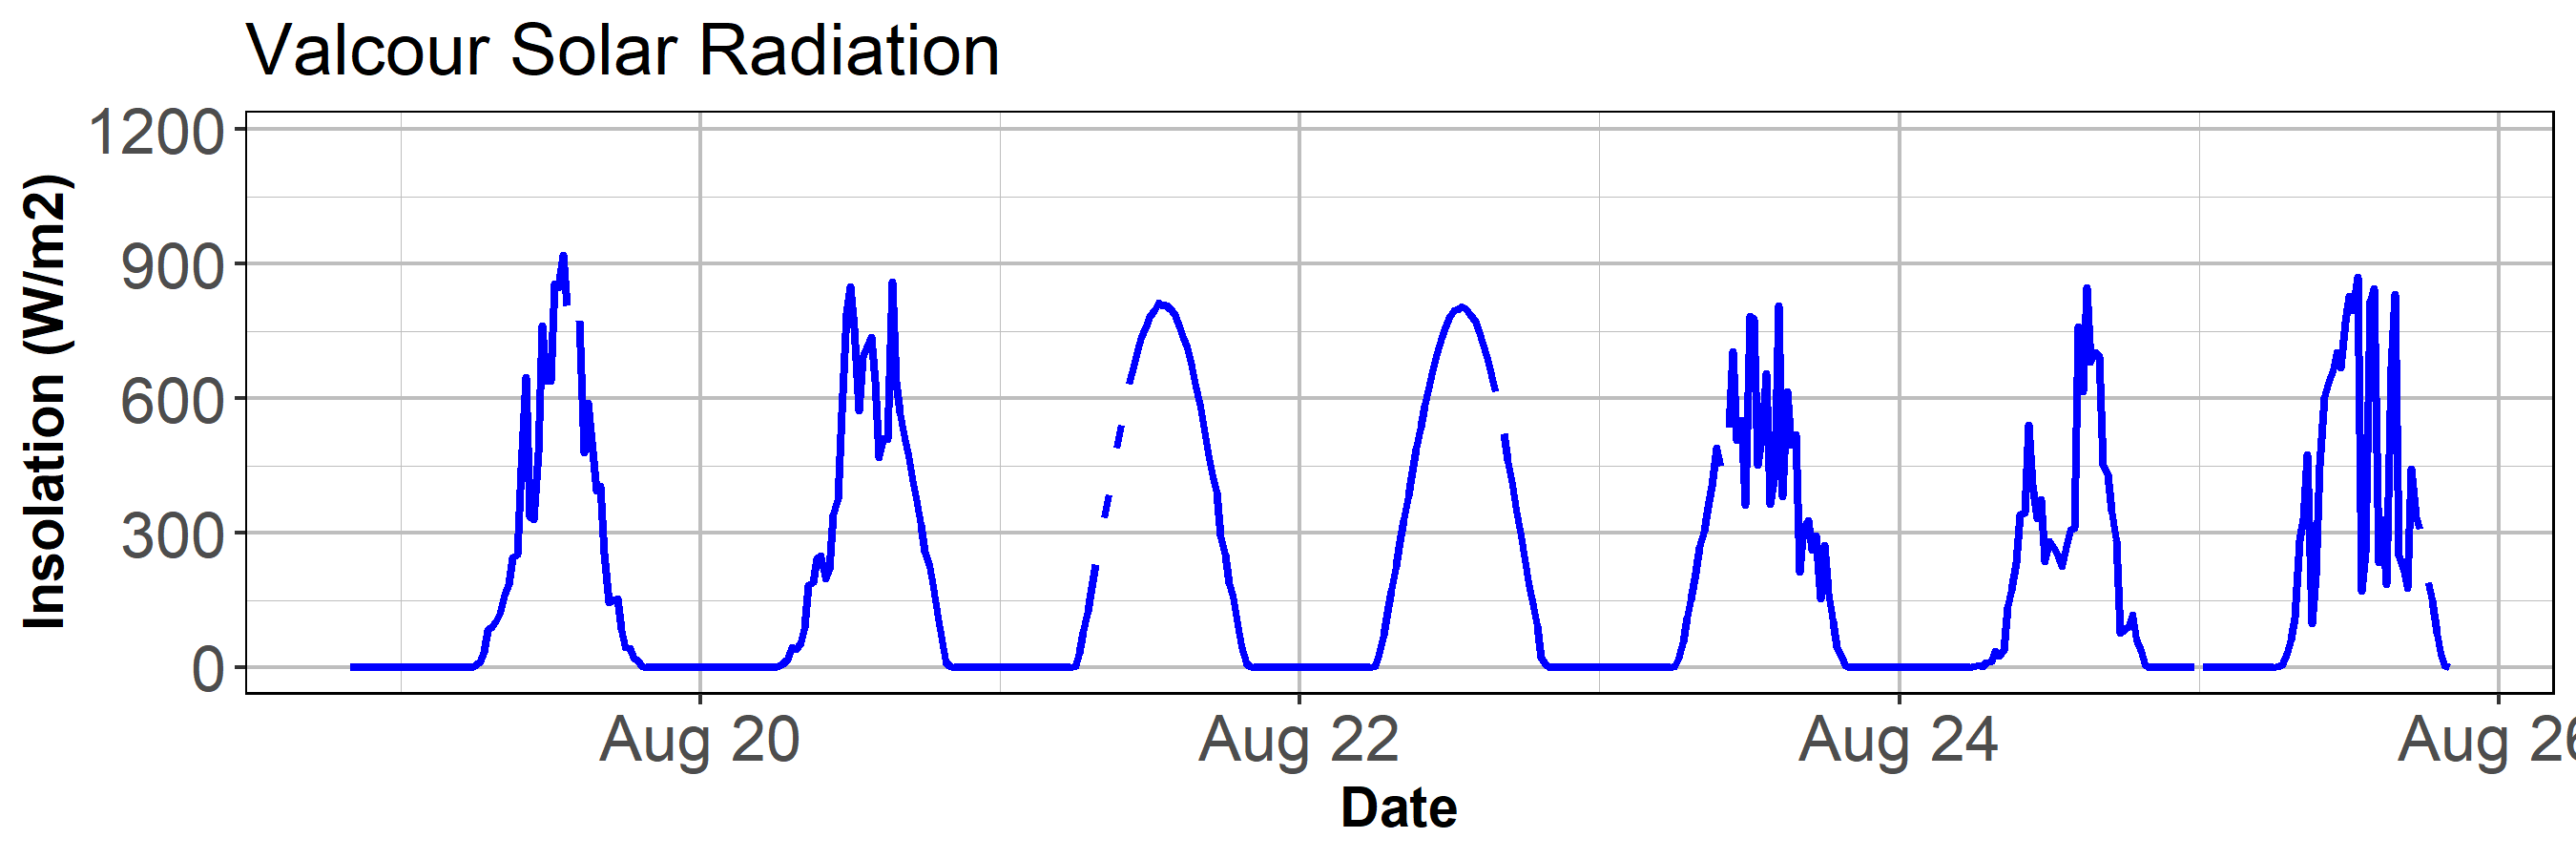 Valcour Solar Radiation
1200
900
600
300
0
Insolation (W/m2)
Aug 20 Aug 22 Aug 24 Aug 26
Date